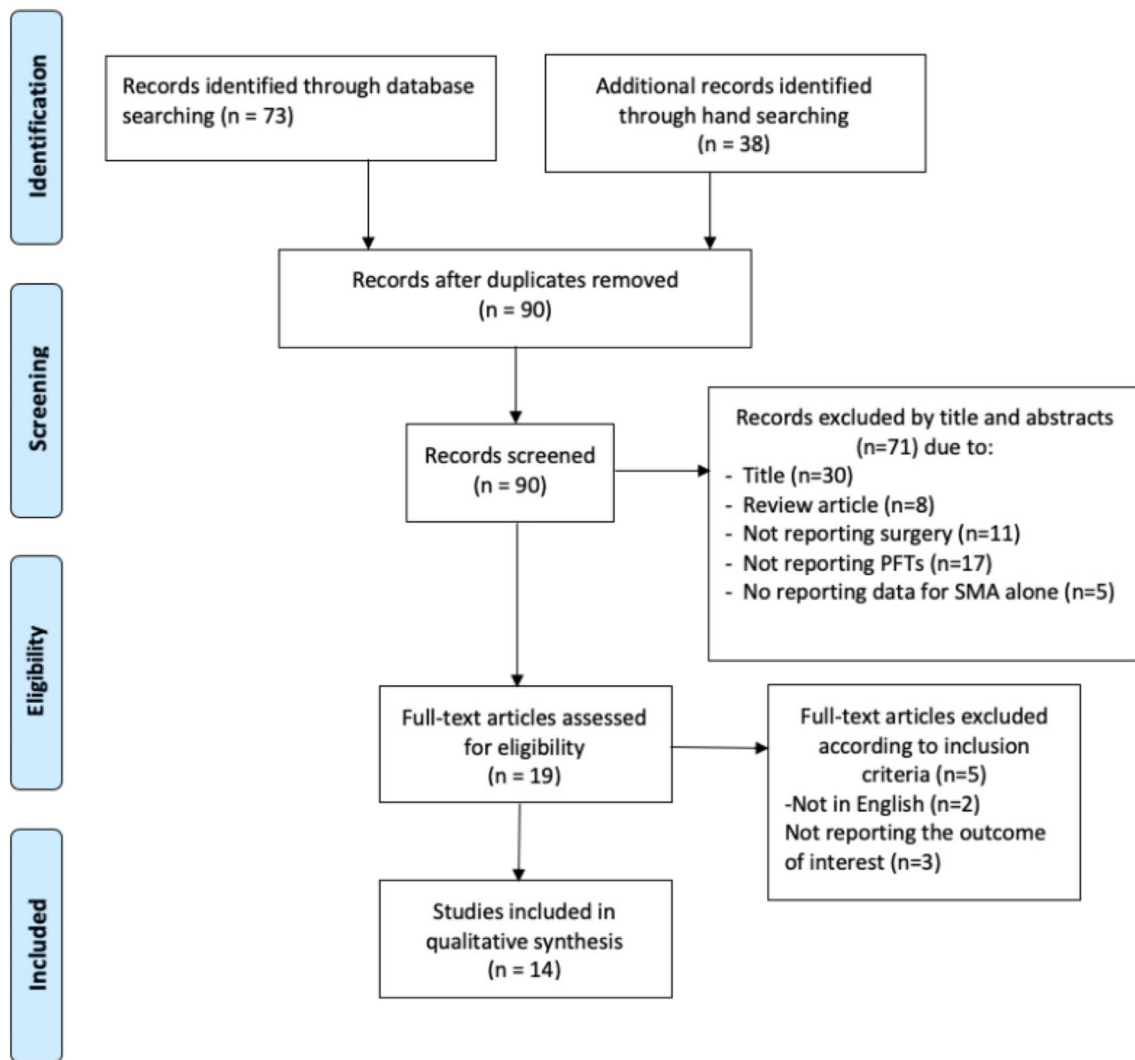 Identification
Records identified through database
searching (n = 73)
Additional records identified
through hand searching
(n = 38)
Records after duplicates removed
(n = 90)
Screening
Records screened
(n = 90)
Records excluded by title and abstracts
(n=71) due to:
- Title (n=30)
- Review article (n=8)
- Not reporting surgery (n=11)
- Not reporting PFTs (n=17)
- No reporting data for SMA alone (n=5)
Eligibility
Full-text articles assessed
for eligibility
(n = 19)
Full-text articles excluded
according to inclusion
criteria (n=5)
-Not in English (n=2)
Not reporting the outcome
of interest (n=3)
Included
Studies included in
qualitative synthesis
(n = 14)